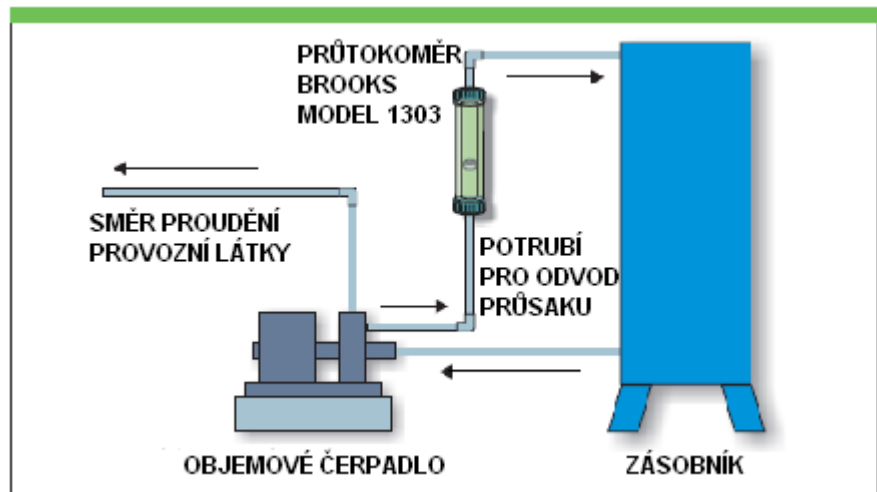 PRŮTOKOMĚR
BROOKS
MODEL 1303
SMĚR PROUDĚNÍ
PROVOZNÍ LÁTKY
POTRUBÍ
PRO ODVOD
PRŮSAKU
OBJEMOVÉ ČERPADLO
ZÁSOBNÍK